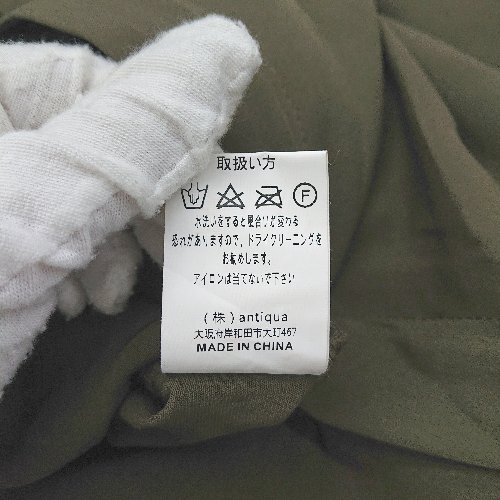 取扱い方
F
水洗いをすると風合りが変わる
恐れがありますので、ドライクリーニングを
お勧めします。
アイロンは当てないで下さい
(株)antiqua
大阪府岸和田市大町467
MADE IN CHINA